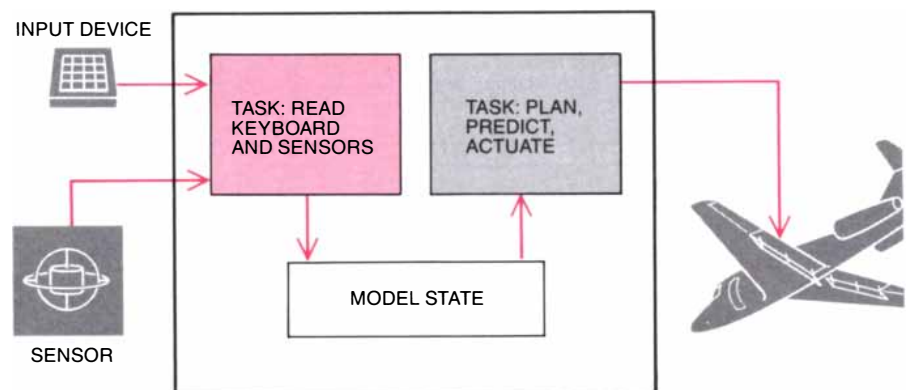 INPUT DEVICE
TASK: READ
KEYBOARD
AND SENSORS
TASK: PLAN,
PREDICT,
ACTUATE
MODEL STATE
SENSOR